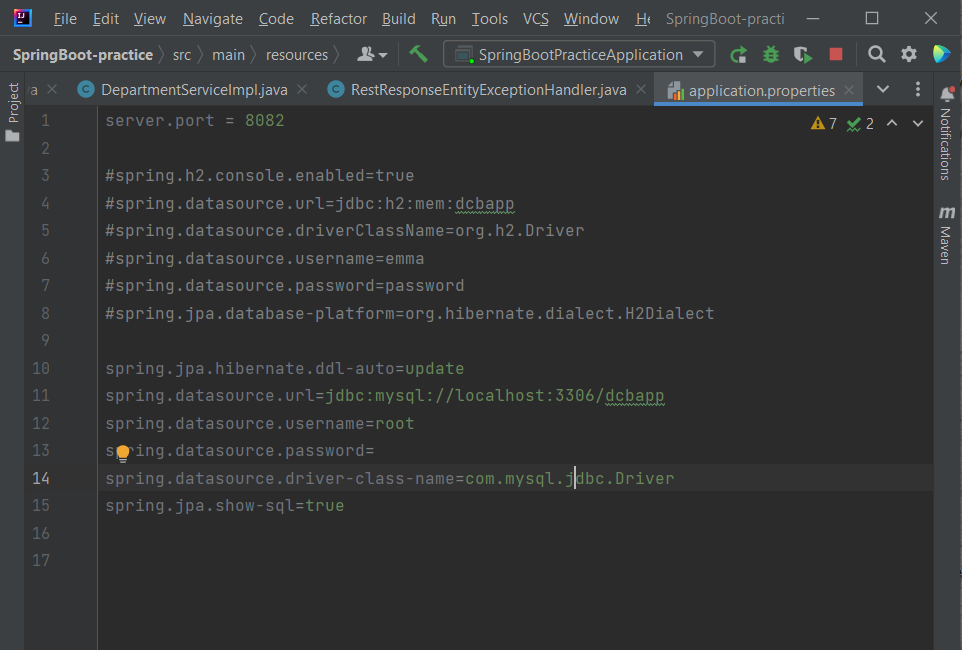 File Edit View Navigate Code Refactor Build Run Tools VCS Window He SpringBoot-practi
SpringBoot-practice src main resources SpringBootPracticeApplication
va DepartmentServiceImpl.java RestResponseEntityExceptionHandler.java application.properties
Project
1 server.port = 8082
7 2
2
3 #spring.h2.console.enabled=true
4 #spring.datasource.url=jdbc:h2:mem:dcbapp
5 #spring.datasource.driverClassName=org.h2.Driver
6 #spring.datasource.username=emma
7 #spring.datasource.password=password
8 #spring.jpa.database-platform=org.hibernate.dialect.H2Dialect
9
10 spring.jpa.hibernate.ddl-auto=update
11 spring.datasource.url=jdbc:mysql://localhost:3306/dcbapp
12 spring.datasource.username=root
13 spring.datasource.password=
14 spring.datasource.driver-class-name=com.mysql.jdbc.Driver
15 spring.jpa.show-sql=true
16
17
Notifications
m Maven